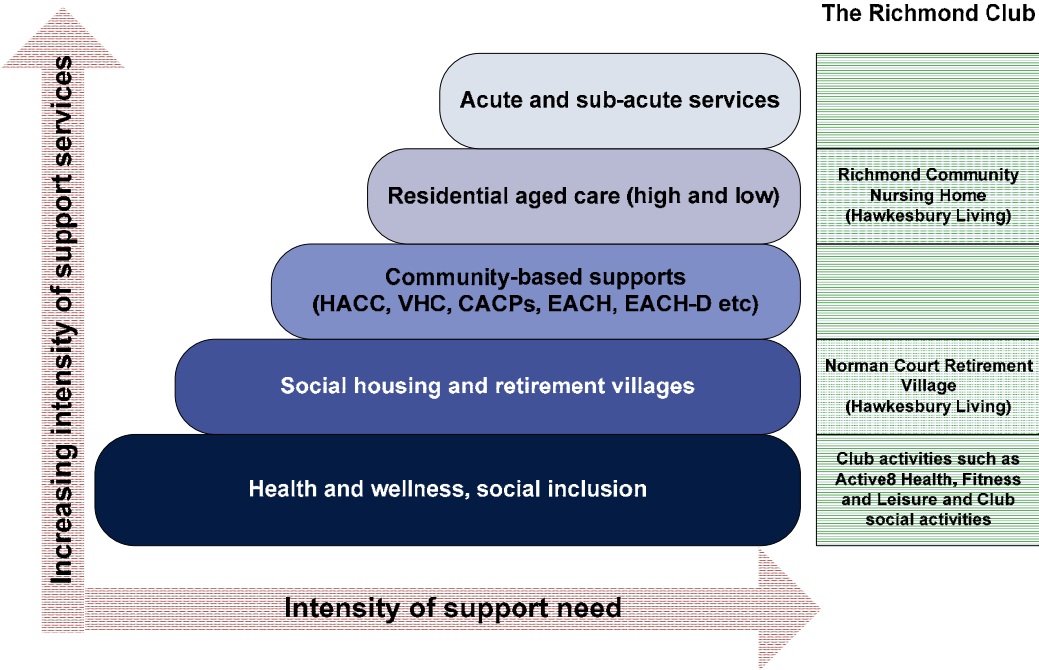 The Richmond Club
Increasing intensity of support services
Acute and sub-acute services
Residential aged care (high and low)
Richmond Community
Nursing Home
(Hawkesbury Living)
Community-based supports
(HACC, VHC, CACPs, EACH, EACH-D etc)
Social housing and retirement villages
Norman Court Retirement
Village
(Hawkesbury Living)
Health and wellness, social inclusion
Club activities such as
Active8 Health, Fitness
and Leisure and Club
social activities
Intensity of support need